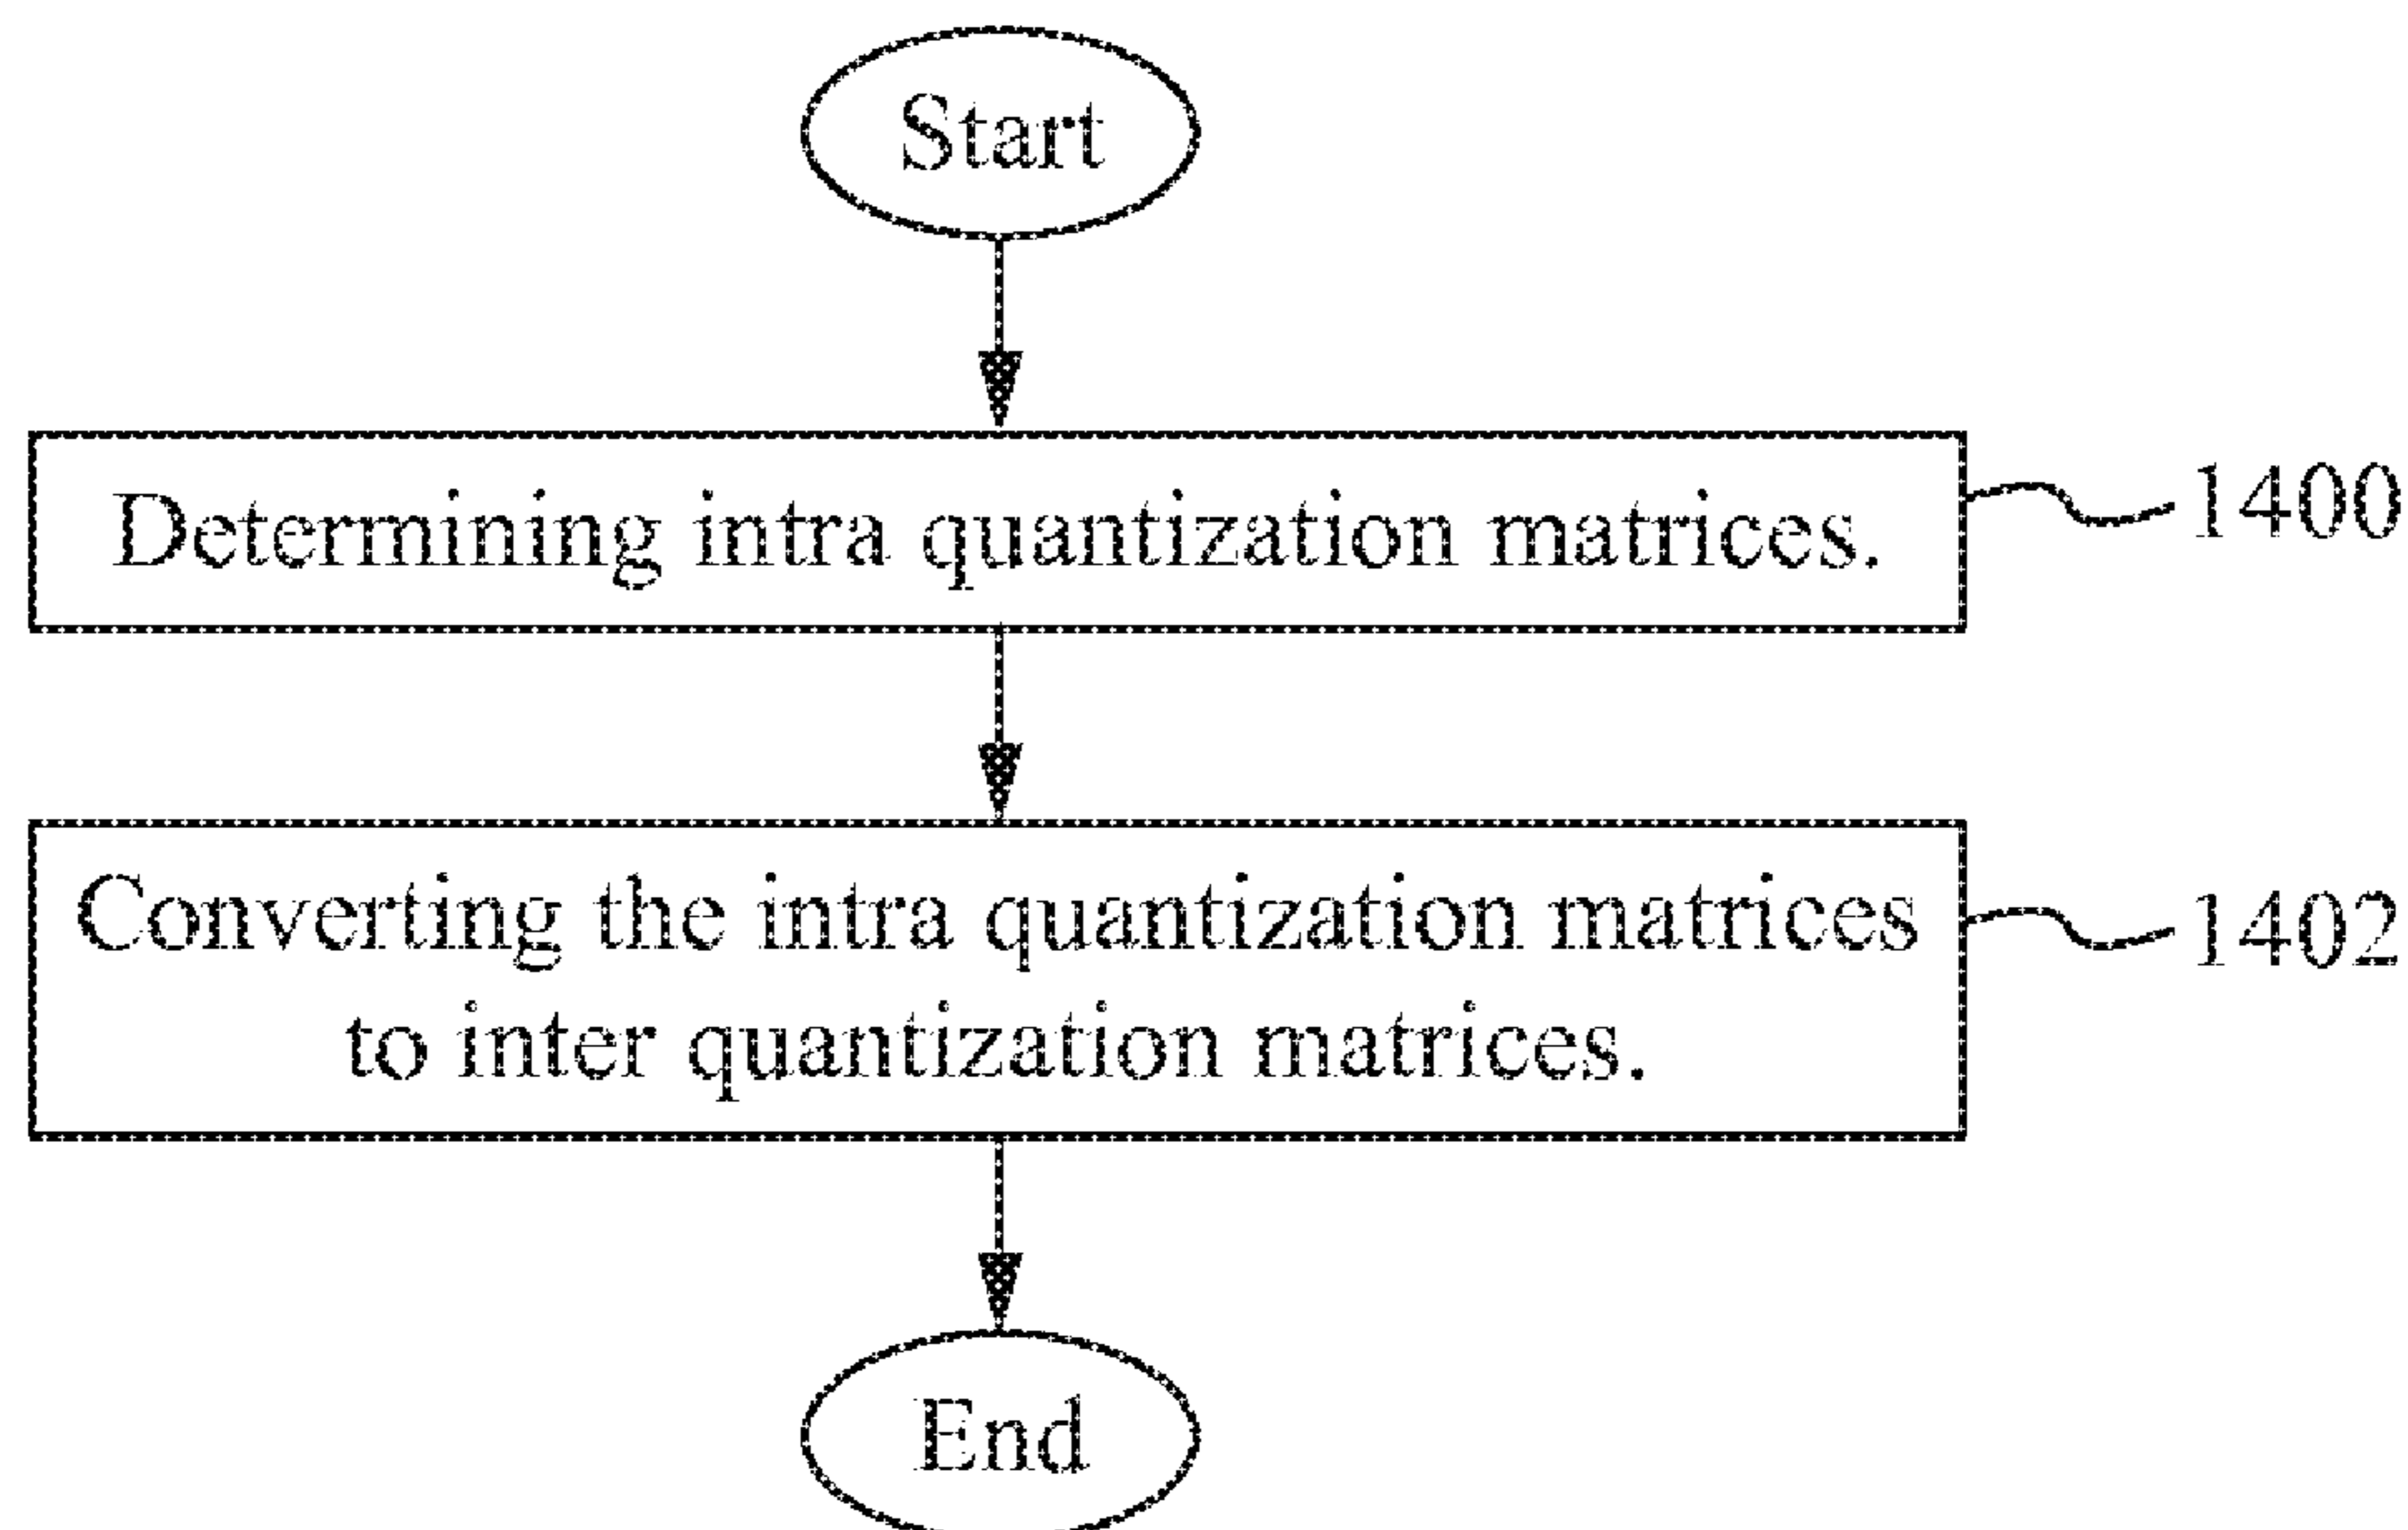 Start
Determining intra quantization matrices.
1400
Converting the intra quantization matrices
1402
to inter quantization matrices.
End